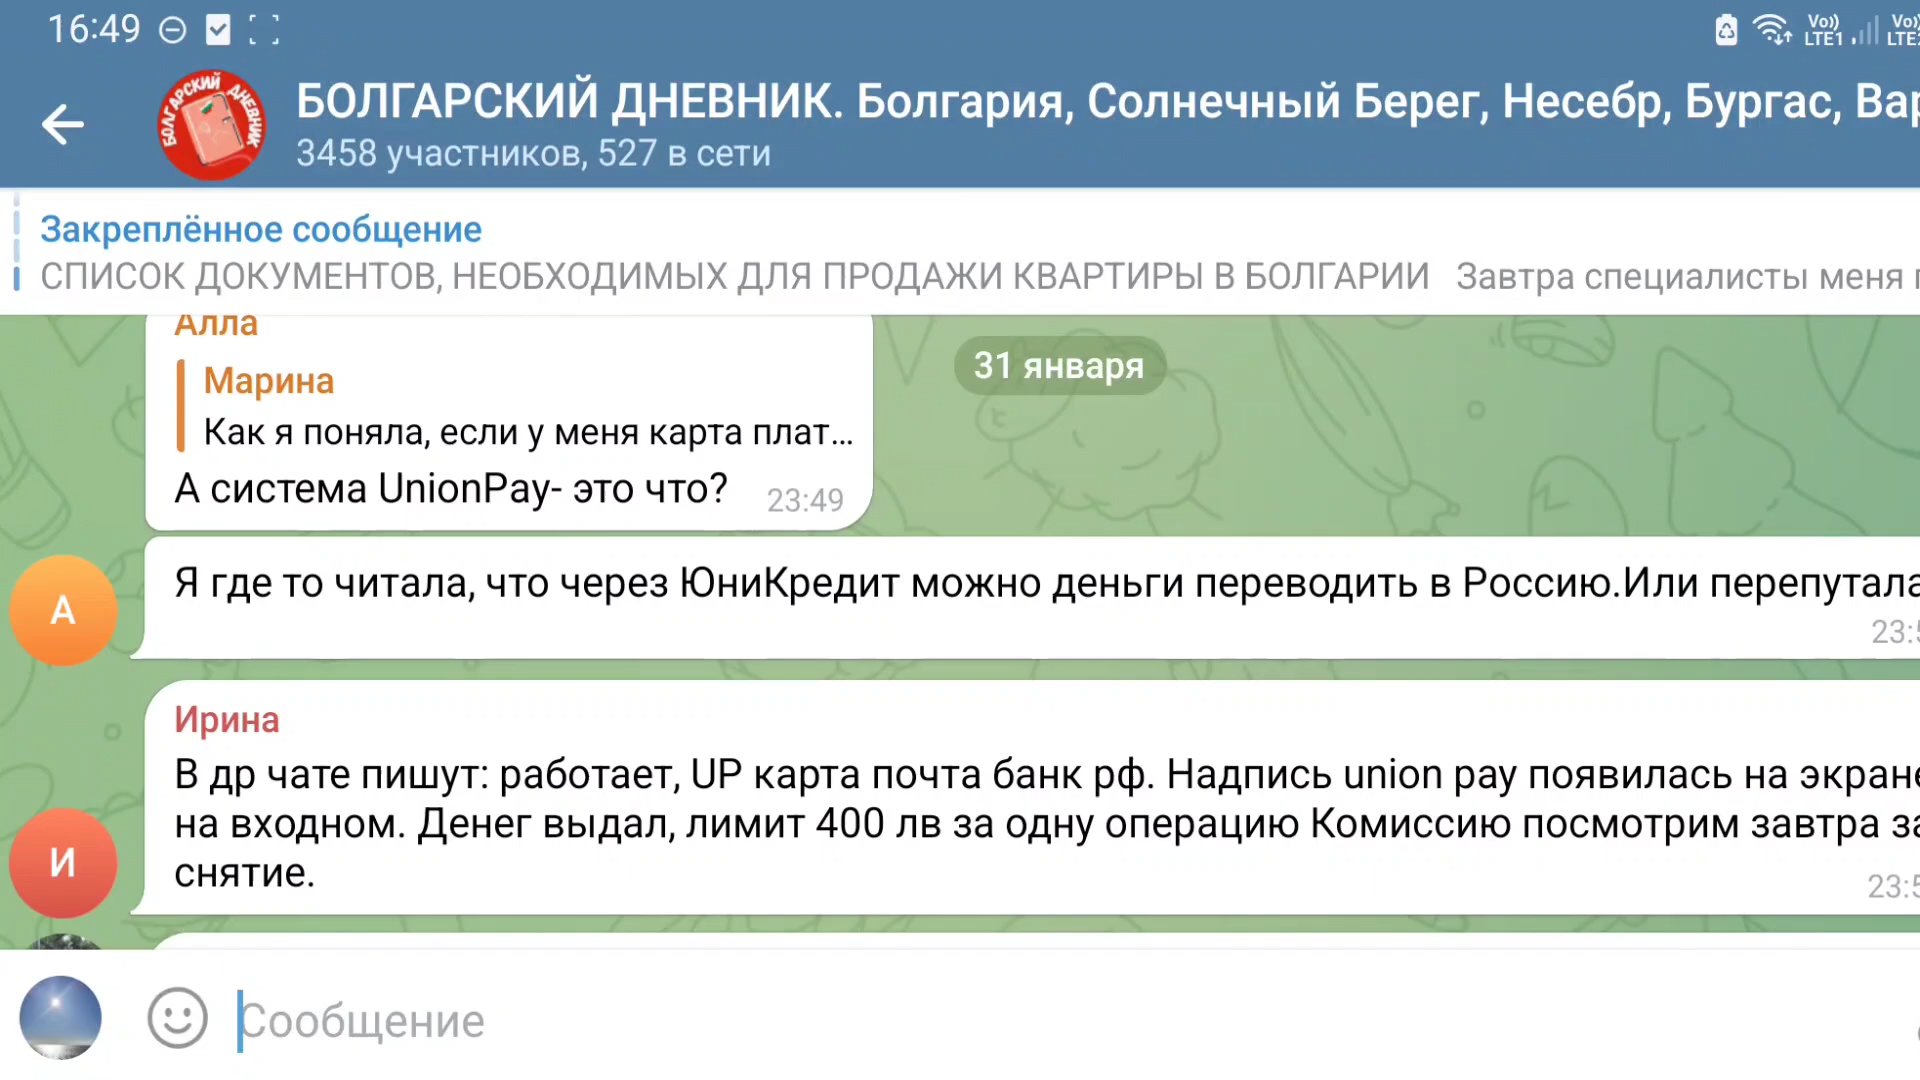 16:49
Vo)) LTE1
БОЛГАРСКИЙ ДНЕВНИК
БОЛГАРСКИЙ ДНЕВНИК. Болгария, Солнечный Берег, Несебр, Бургас,
3458 участников, 527 в сети
Закреплённое сообщение
СПИСОК ДОКУМЕНТОВ, НЕОБХОДИМЫХ ДЛЯ ПРОДАЖИ КВАРТИРЫ В БОЛГАРИИ Завтра специалисты меня
Алла
31 января
Марина
Как я поняла, если у меня карта плат...
А система UnionPay- это что?
23:49
Я где то читала, что через ЮниКредит можно деньги переводить в Россию.Или перепутала
А
Ирина
В др чате пишут: работает, UP карта почта банк рф. Надпись union pay появилась на экране
на входном. Денег выдал, лимит 400 лв за одну операцию Комиссию посмотрим завтра за
снятие.
И
Сообщение